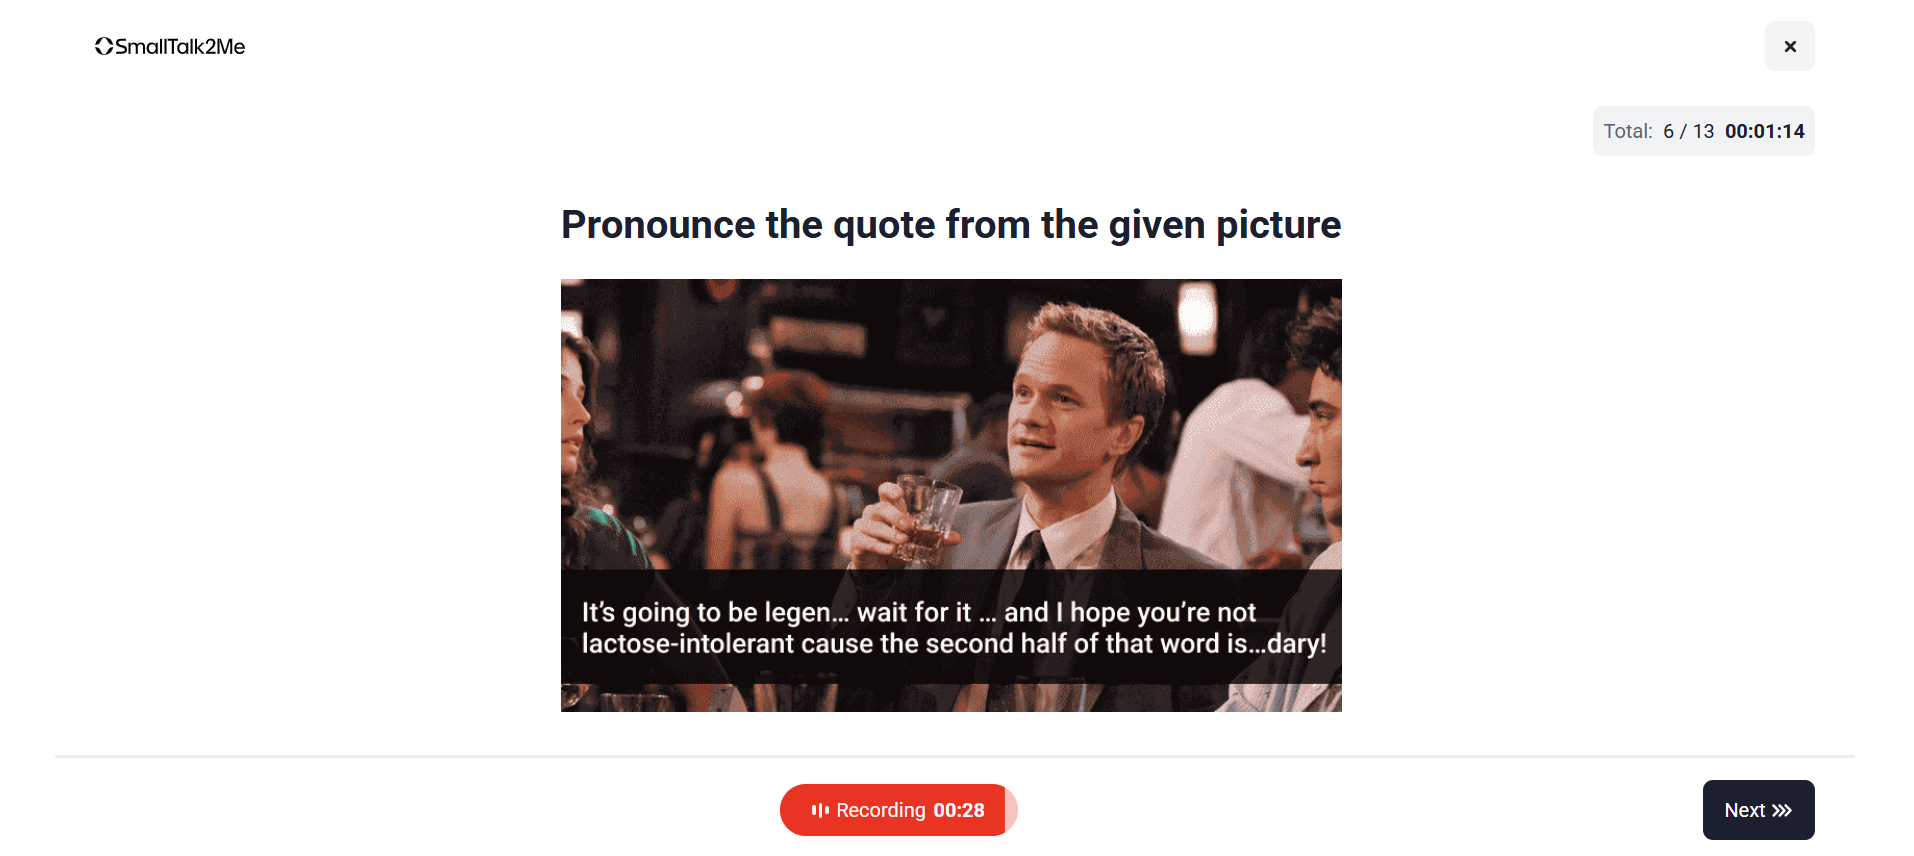 SmallTalk2Me
Total: 6 / 13 00:01:14
Pronounce the quote from the given picture
It’s going to be legen... wait for it ... and I hope you’re not
lactose-intolerant cause the second half of that word is...dary!
Recording 00:28
Next